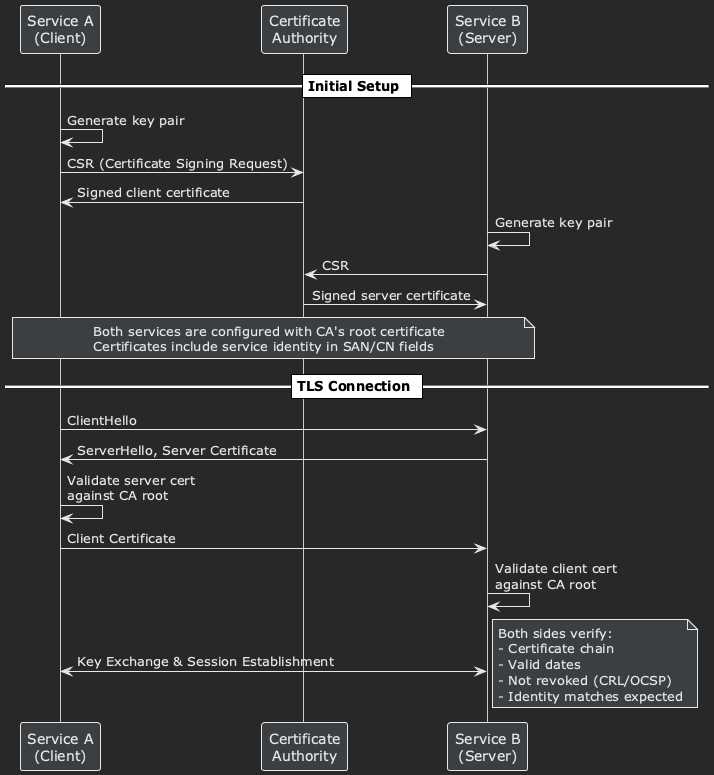 Service A
(Client)
Certificate
Authority
Service B
(Server)
Initial Setup
Generate key pair
CSR (Certificate Signing Request)
Signed client certificate
Generate key pair
CSR
Signed server certificate
Both services are configured with CA's root certificate
Certificates include service identity in SAN/CN fields
TLS Connection
ClientHello
ServerHello, Server Certificate
Validate server cert
against CA root
Client Certificate
Validate client cert
against CA root
Both sides verify:
- Certificate chain
- Valid dates
- Not revoked (CRL/OCSP)
- Identity matches expected
Key Exchange & Session Establishment
Service A
(Client)
Certificate
Authority
Service B
(Server)